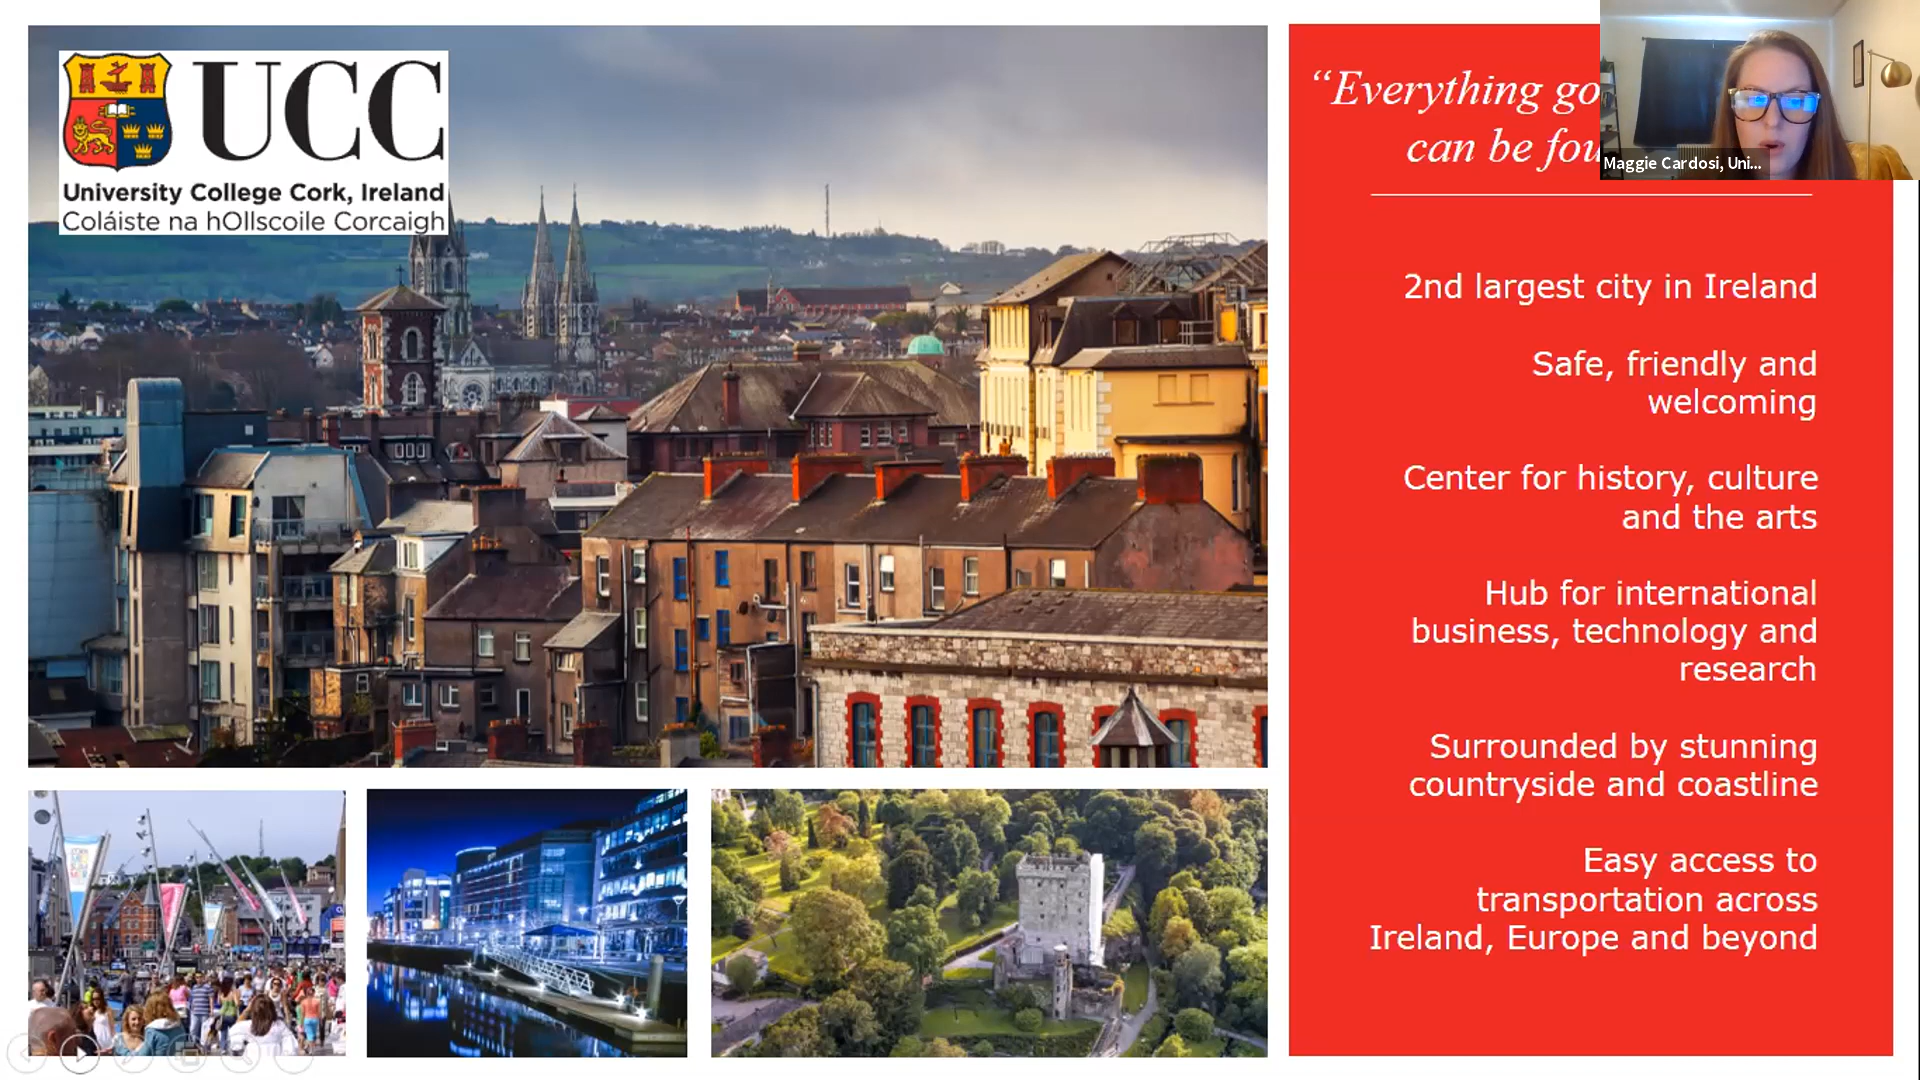 UCC
University College Cork, Ireland
Coláiste na hOllscoile Corcaigh
“Everything go
can be fou
Maggie Cardosi, Uni...
2nd largest city in Ireland
Safe, friendly and
welcoming
Center for history, culture
and the arts
Hub for international
business, technology and
research
Surrounded by stunning
countryside and coastline
Easy access to
transportation across
Ireland, Europe and beyond